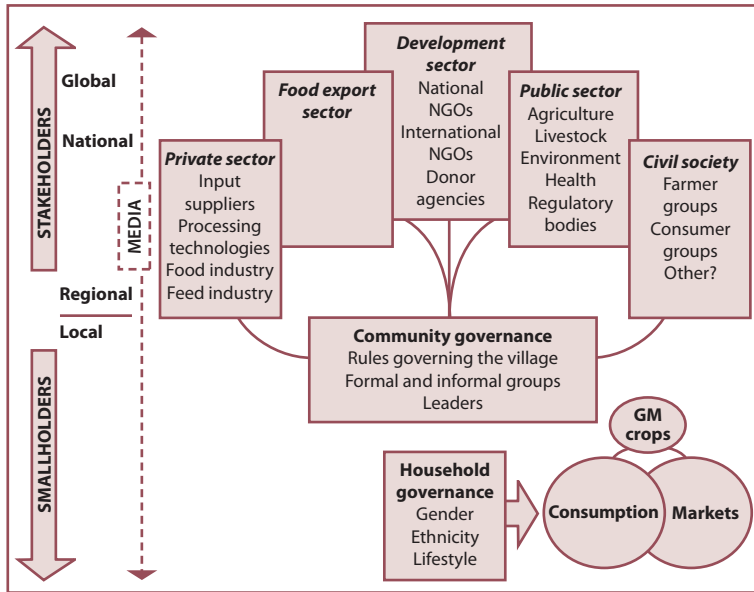 STAKEHOLDERS
Global
National
MEDIA
Regional
Local
SMALLHOLDERS
Private sector
Input
suppliers
Processing
technologies
Food industry
Feed industry
Food export
sector
Development
sector
National
NGOs
International
NGOs
Donor
agencies
Public sector
Agriculture
Livestock
Environment
Health
Regulatory
bodies
Civil society
Farmer
groups
Consumer
groups
Other?
Community governance
Rules governing the village
Formal and informal groups
Leaders
Household
governance
Gender
Ethnicity
Lifestyle
GM
crops
Consumption
Markets